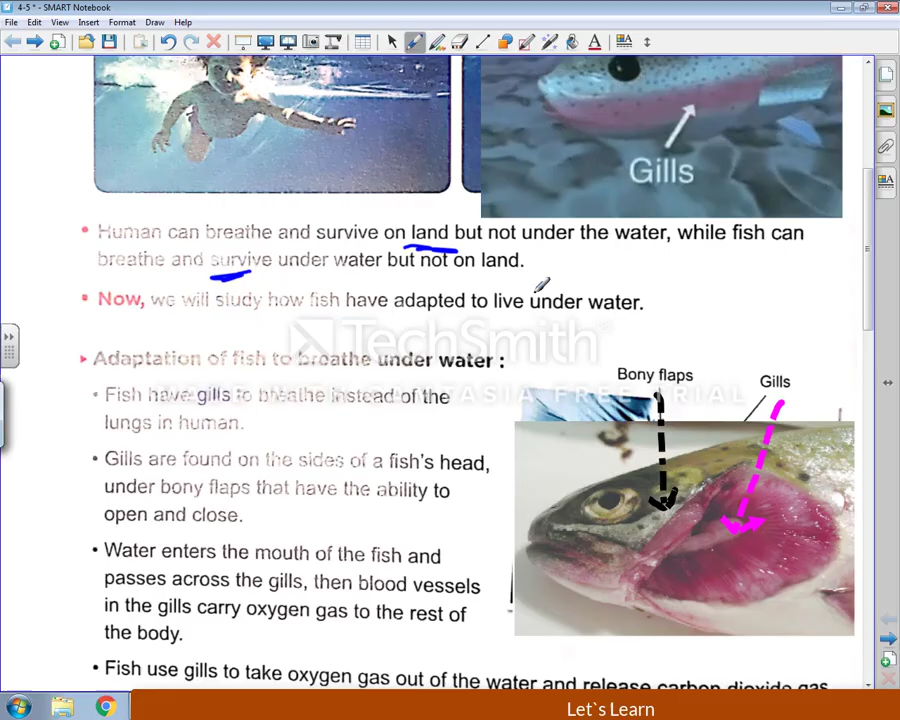 4-5 * - SMART Notebook
File Edit View Insert Format Draw Help
Gills
• Human can breathe and survive on land but not under the water, while fish can
breathe and survive under water but not on land.
• Now, we will study how fish have adapted to live under water.
TechSmith
MADE WITH CAMTASIA FREE TRIAL
Adaptation of fish to breathe under water :
• Fish have gills to breathe instead of the
lungs in human.
• Gills are found on the sides of a fish's head,
under bony flaps that have the ability to
open and close.
• Water enters the mouth of the fish and
passes across the gills, then blood vessels
in the gills carry oxygen gas to the rest of
the body.
Bony flaps
Gills
• Fish use gills to take oxygen gas out of the water and release carbon dioxide gas
Let`s Learn